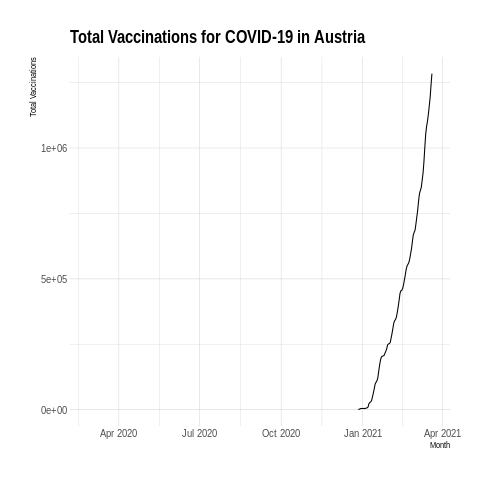 Total Vaccinations for COVID-19 in Austria
Total Vaccinations
1e+06
5e+05
0e+00
Apr 2020 Jul 2020 Oct 2020 Jan 2021 Apr 2021
Month